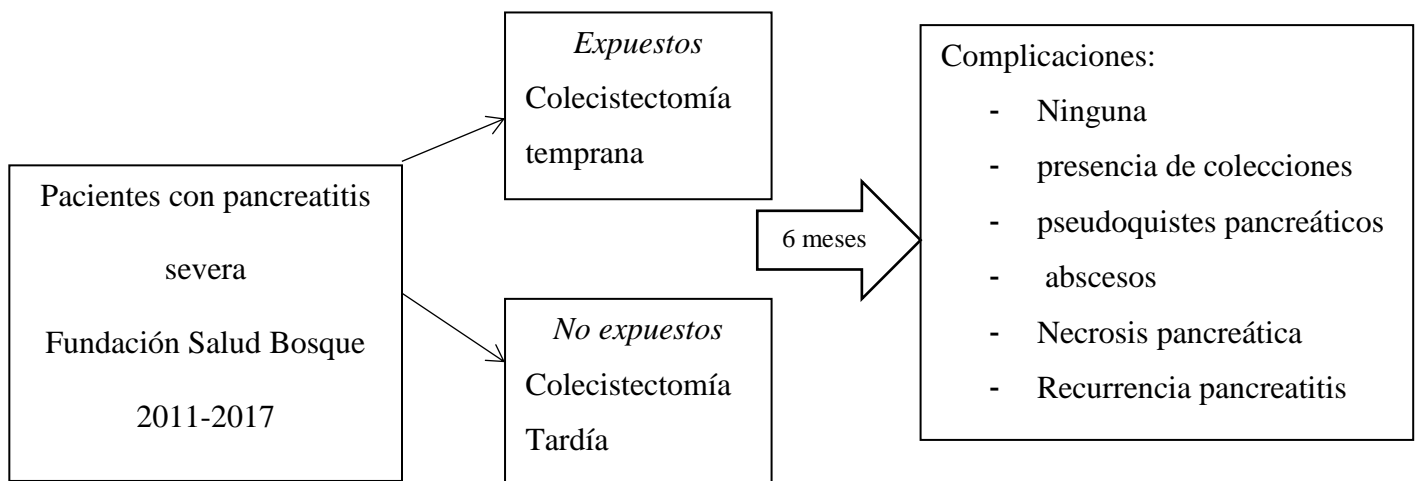 Pacientes con pancreatitis
severa
Fundación Salud Bosque
2011-2017
Expuestos
Colecistectomía
temprana
No expuestos
Colecistectomía
Tardía
6 meses
Complicaciones:
- Ninguna
- presencia de colecciones
- pseudoquistes pancreáticos
- abscesos
- Necrosis pancreática
- Recurrencia pancreatitis